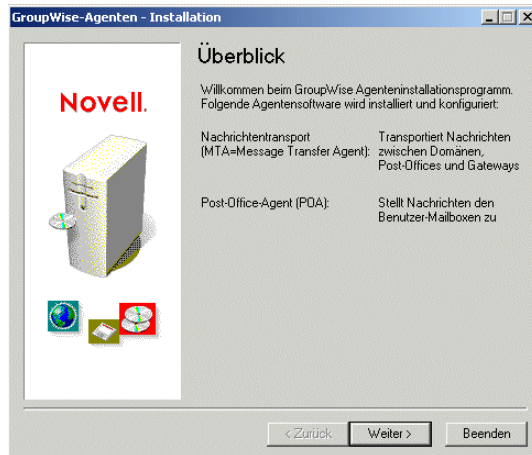 GroupWise-Agenten - Installation
Novell.
Überblick
Willkommen beim GroupWise Agenteninstallationsprogramm.
Folgende Agentensoftware wird installiert und konfiguriert:
Nachrichtentransport
(MTA=Message Transfer Agent):
Transportiert Nachrichten
zwischen Domänen,
Post-Offices und Gateways
Post-Office-Agent (POA):
Stellt Nachrichten den
Benutzer-Mailboxen zu
< Zurück
Weiter >
Beenden